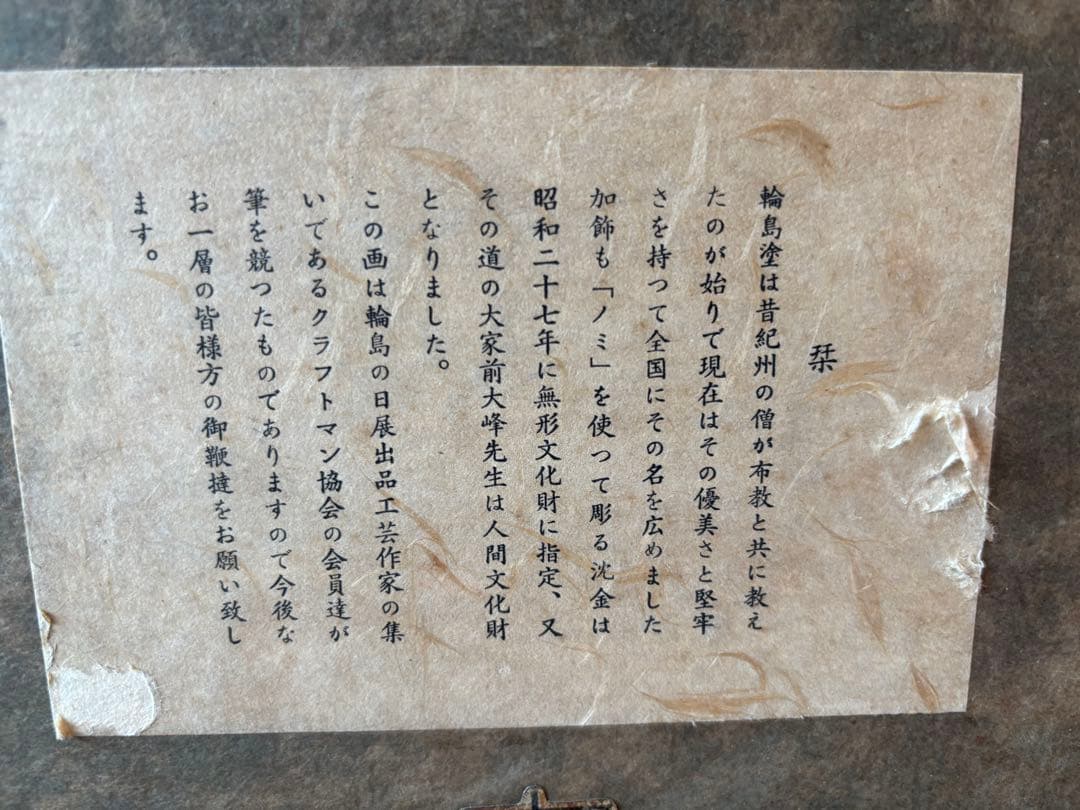 栞
輪島塗は昔紀州の僧が布教と共に教え
たのが始りで現在はその優美さと堅牢
さを持つて全国にその名を広めました
加飾も「ノミ」を使つて彫る沈金は
昭和二十七年に無形文化財に指定、又
その道の大家前大峰先生は人間文化財
となりました。
この画は輪島の日展出品工芸作家の集
いであるクラフトマン協会の会員達が
筆を競つたものでありますので今後な
お一層の皆様方の御鞭撻をお願い致し
ます。